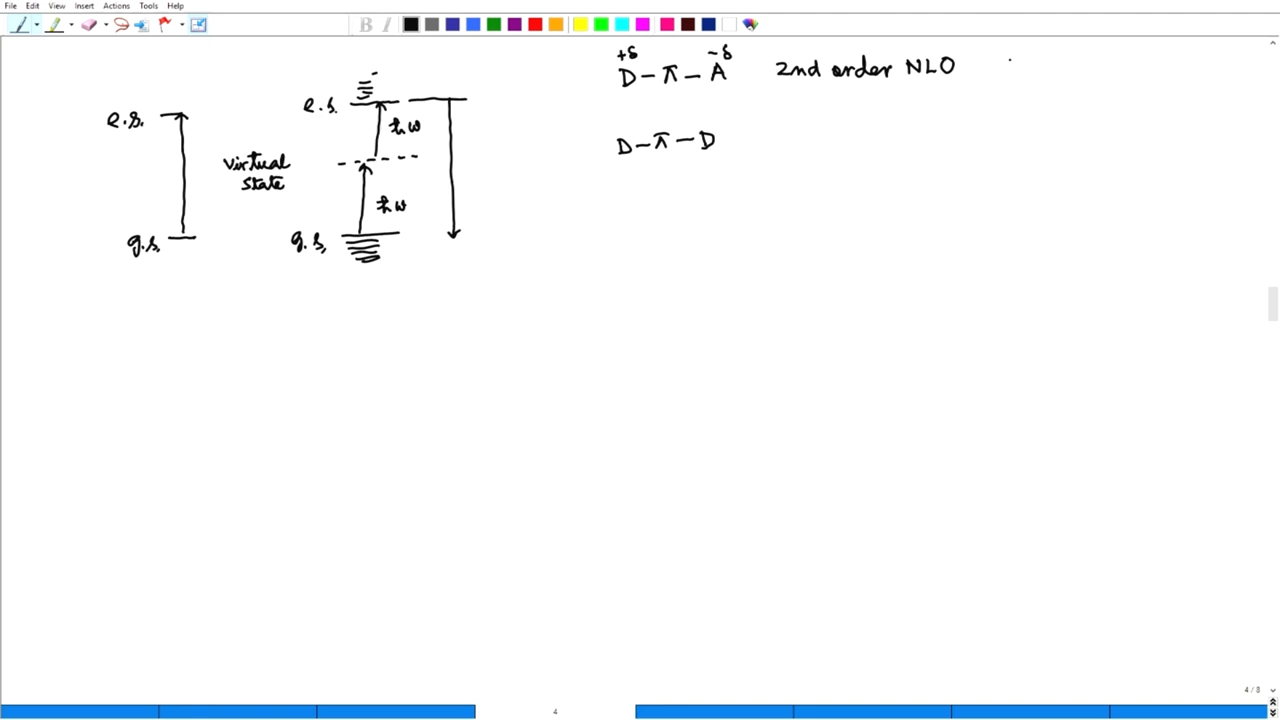 File Edit View Insert Actions Tools Help
B I
+δ -δ
D-π-A 2nd order NLO
e.s.
e.s.
ħω
Virtual
State
D-π-D
ħω
g.s.
g.s.
4 / 8
4